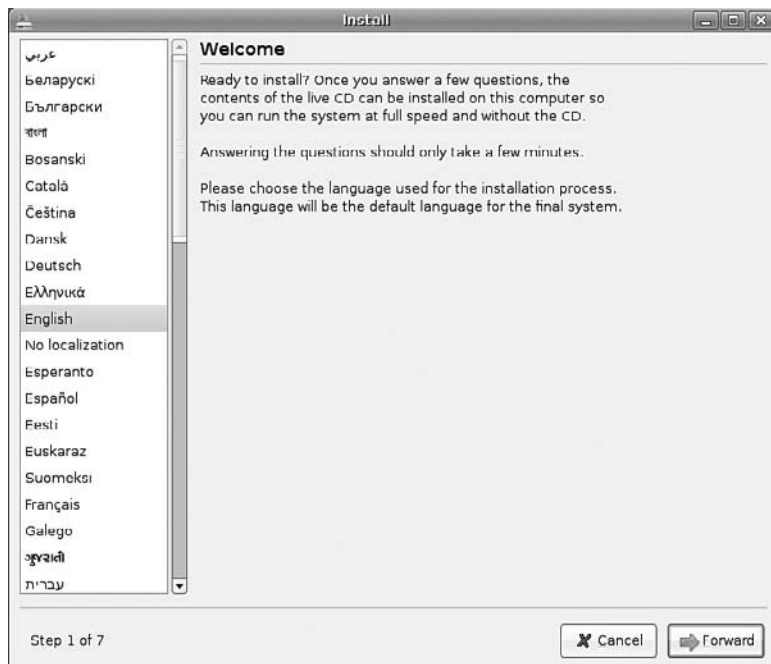 Install
عربي
Беларускі
Български
বাংলা
Bosanski
Català
Čeština
Dansk
Deutsch
Ελληνικά
English
No localization
Esperanto
Español
Eesti
Euskaraz
Suomeksi
Français
Galego
ગુજરાતી
עברית
Welcome
Ready to install? Once you answer a few questions, the
contents of the live CD can be installed on this computer so
you can run the system at full speed and without the CD.
Answering the questions should only take a few minutes.
Please choose the language used for the installation process.
This language will be the default language for the final system.
Step 1 of 7
Cancel
Forward